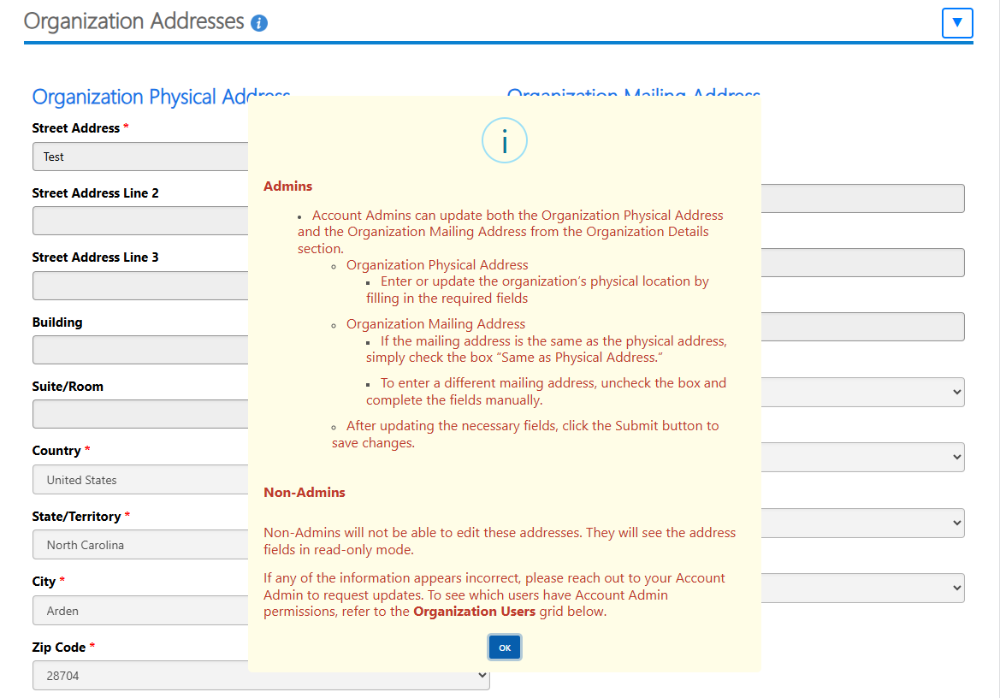 Organization Addresses
Organization Physical Address
Organization Mailing Address
Street Address *
Test
Street Address Line 2
Street Address Line 3
Building
Suite/Room
Country *
United States
State/Territory *
North Carolina
City *
Arden
Zip Code *
28704
i
Admins
• Account Admins can update both the Organization Physical Address
and the Organization Mailing Address from the Organization Details
section.
◦ Organization Physical Address
▪ Enter or update the organization’s physical location by
filling in the required fields
◦ Organization Mailing Address
▪ If the mailing address is the same as the physical address,
simply check the box “Same as Physical Address.”
▪ To enter a different mailing address, uncheck the box and
complete the fields manually.
◦ After updating the necessary fields, click the Submit button to
save changes.
Non-Admins
Non-Admins will not be able to edit these addresses. They will see the address
fields in read-only mode.
If any of the information appears incorrect, please reach out to your Account
Admin to request updates. To see which users have Account Admin
permissions, refer to the Organization Users grid below.
OK